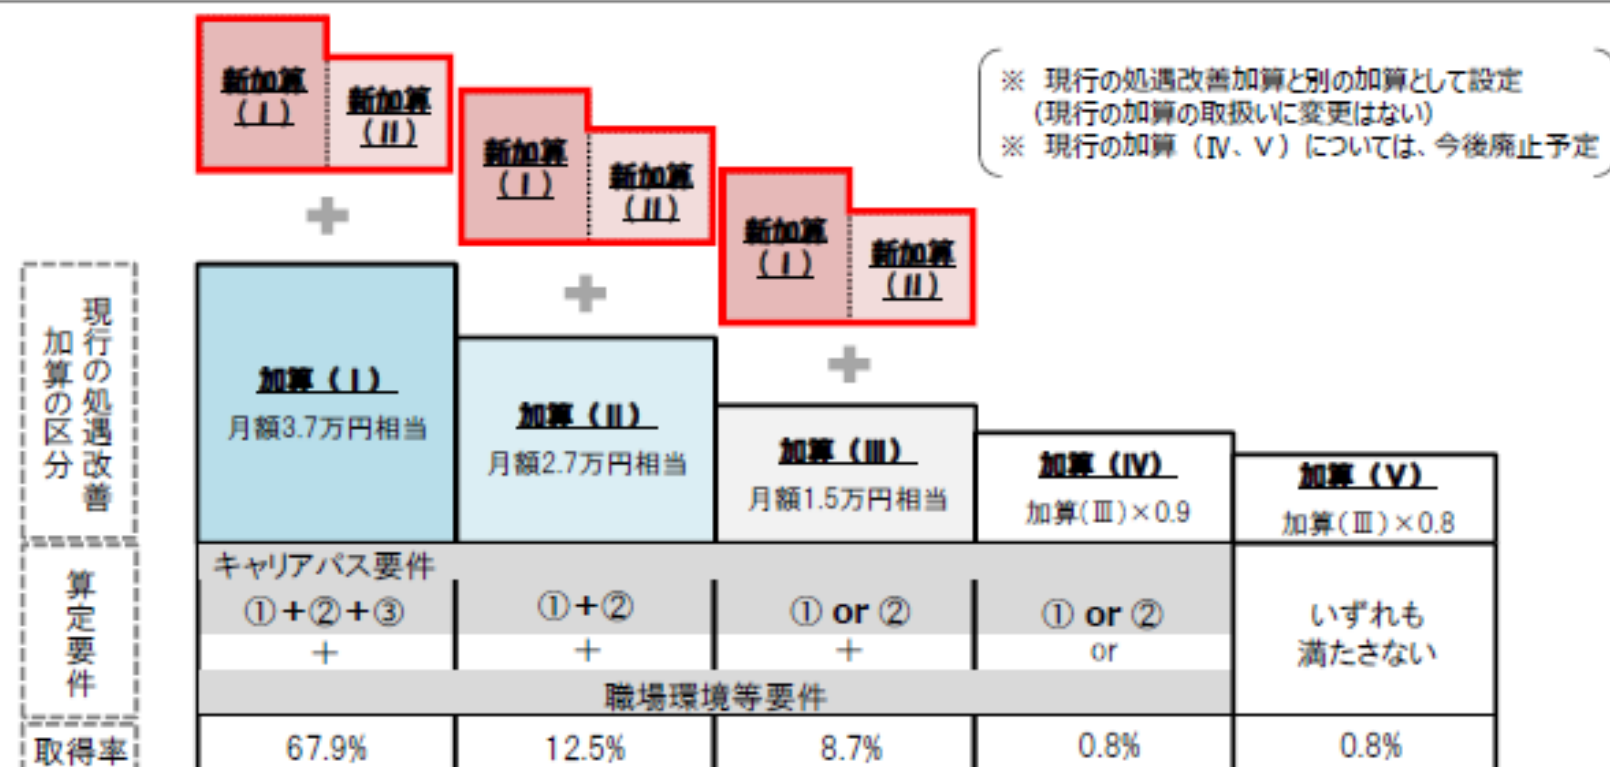 新加算
（Ⅰ）
新加算
（Ⅱ）
新加算
（Ⅰ）
新加算
（Ⅱ）
新加算
（Ⅰ）
新加算
（Ⅱ）
※ 現行の処遇改善加算と別の加算として設定
（現行の加算の取扱いに変更はない）
※ 現行の加算（Ⅳ、Ⅴ）については、今後廃止予定
現行の処遇改善
加算の区分
加算（Ⅰ）
月額3.7万円相当
加算（Ⅱ）
月額2.7万円相当
加算（Ⅲ）
月額1.5万円相当
加算（Ⅳ）
加算(Ⅲ)×0.9
加算（Ⅴ）
加算(Ⅲ)×0.8
算定要件
キャリアパス要件
①+②+③
①+②
① or ②
① or ②
+
+
+
or
職場環境等要件
いずれも
満たさない
取得率
67.9%
12.5%
8.7%
0.8%
0.8%